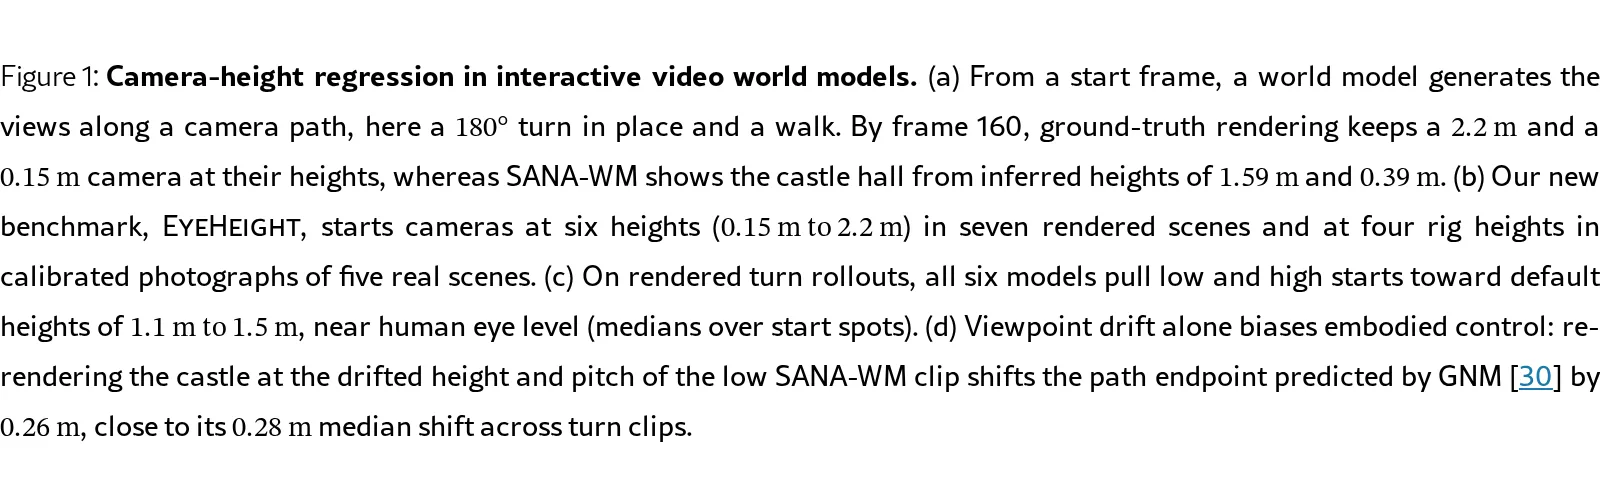 Figure 1: Camera-height regression in interactive video world models. (a) From a start frame, a world model generates the
views along a camera path, here a 180° turn in place and a walk. By frame 160, ground-truth rendering keeps a 2.2 m and a
0.15 m camera at their heights, whereas SANA-WM shows the castle hall from inferred heights of 1.59 m and 0.39 m. (b) Our new
benchmark, EYEHEIGHT, starts cameras at six heights (0.15 m to 2.2 m) in seven rendered scenes and at four rig heights in
calibrated photographs of five real scenes. (c) On rendered turn rollouts, all six models pull low and high starts toward default
heights of 1.1 m to 1.5 m, near human eye level (medians over start spots). (d) Viewpoint drift alone biases embodied control: re-
rendering the castle at the drifted height and pitch of the low SANA-WM clip shifts the path endpoint predicted by GNM [30] by
0.26 m, close to its 0.28 m median shift across turn clips.